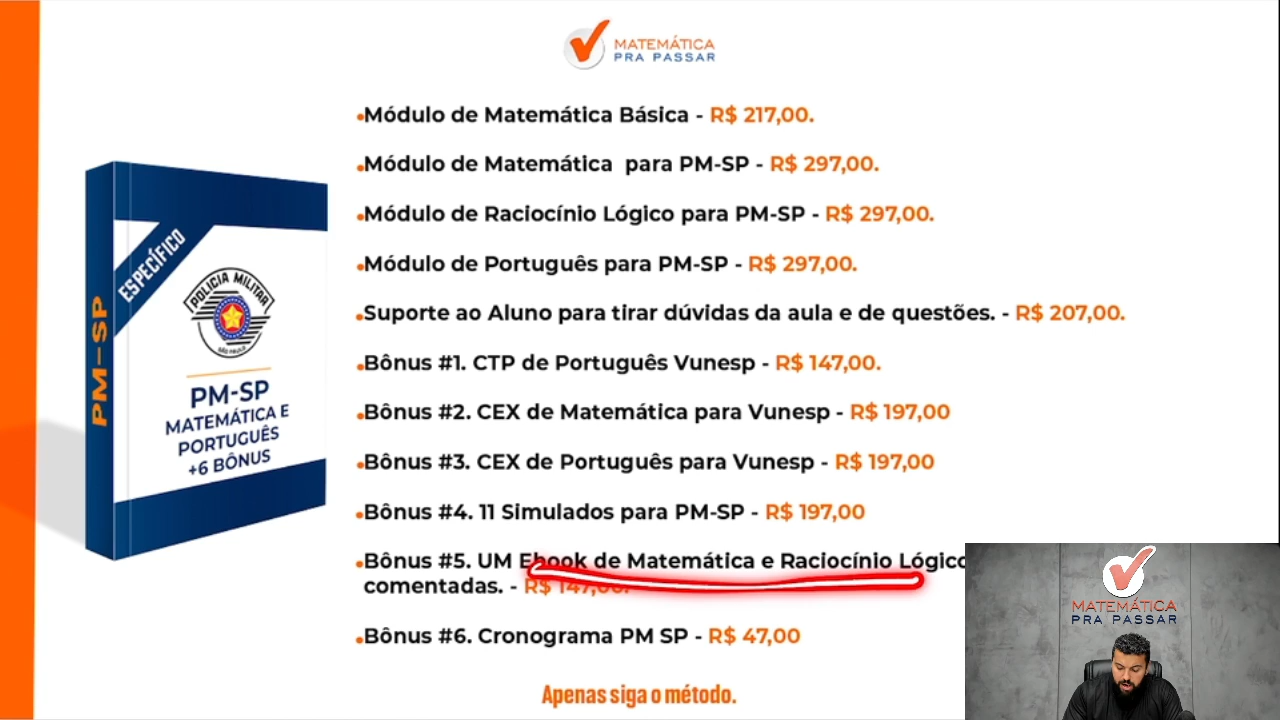 MATEMÁTICA
PRA PASSAR
•Módulo de Matemática Básica - R$ 217,00.
•Módulo de Matemática para PM-SP - R$ 297,00.
•Módulo de Raciocínio Lógico para PM-SP - R$ 297,00.
•Módulo de Português para PM-SP - R$ 297,00.
•Suporte ao Aluno para tirar dúvidas da aula e de questões. - R$ 207,00.
•Bônus #1. CTP de Português Vunesp - R$ 147,00.
•Bônus #2. CEX de Matemática para Vunesp - R$ 197,00
•Bônus #3. CEX de Português para Vunesp - R$ 197,00
•Bônus #4. 11 Simulados para PM-SP - R$ 197,00
•Bônus #5. UM Ebook de Matemática e Raciocínio Lógico
comentadas. - R$ 147,00.
•Bônus #6. Cronograma PM SP - R$ 47,00
Apenas siga o método.
PM-SP
ESPECÍFICO
POLICIA MILITAR
SÃO PAULO
PM-SP
MATEMÁTICA E
PORTUGUÊS
+6 BÔNUS
MATEMÁTICA
PRA PASSAR